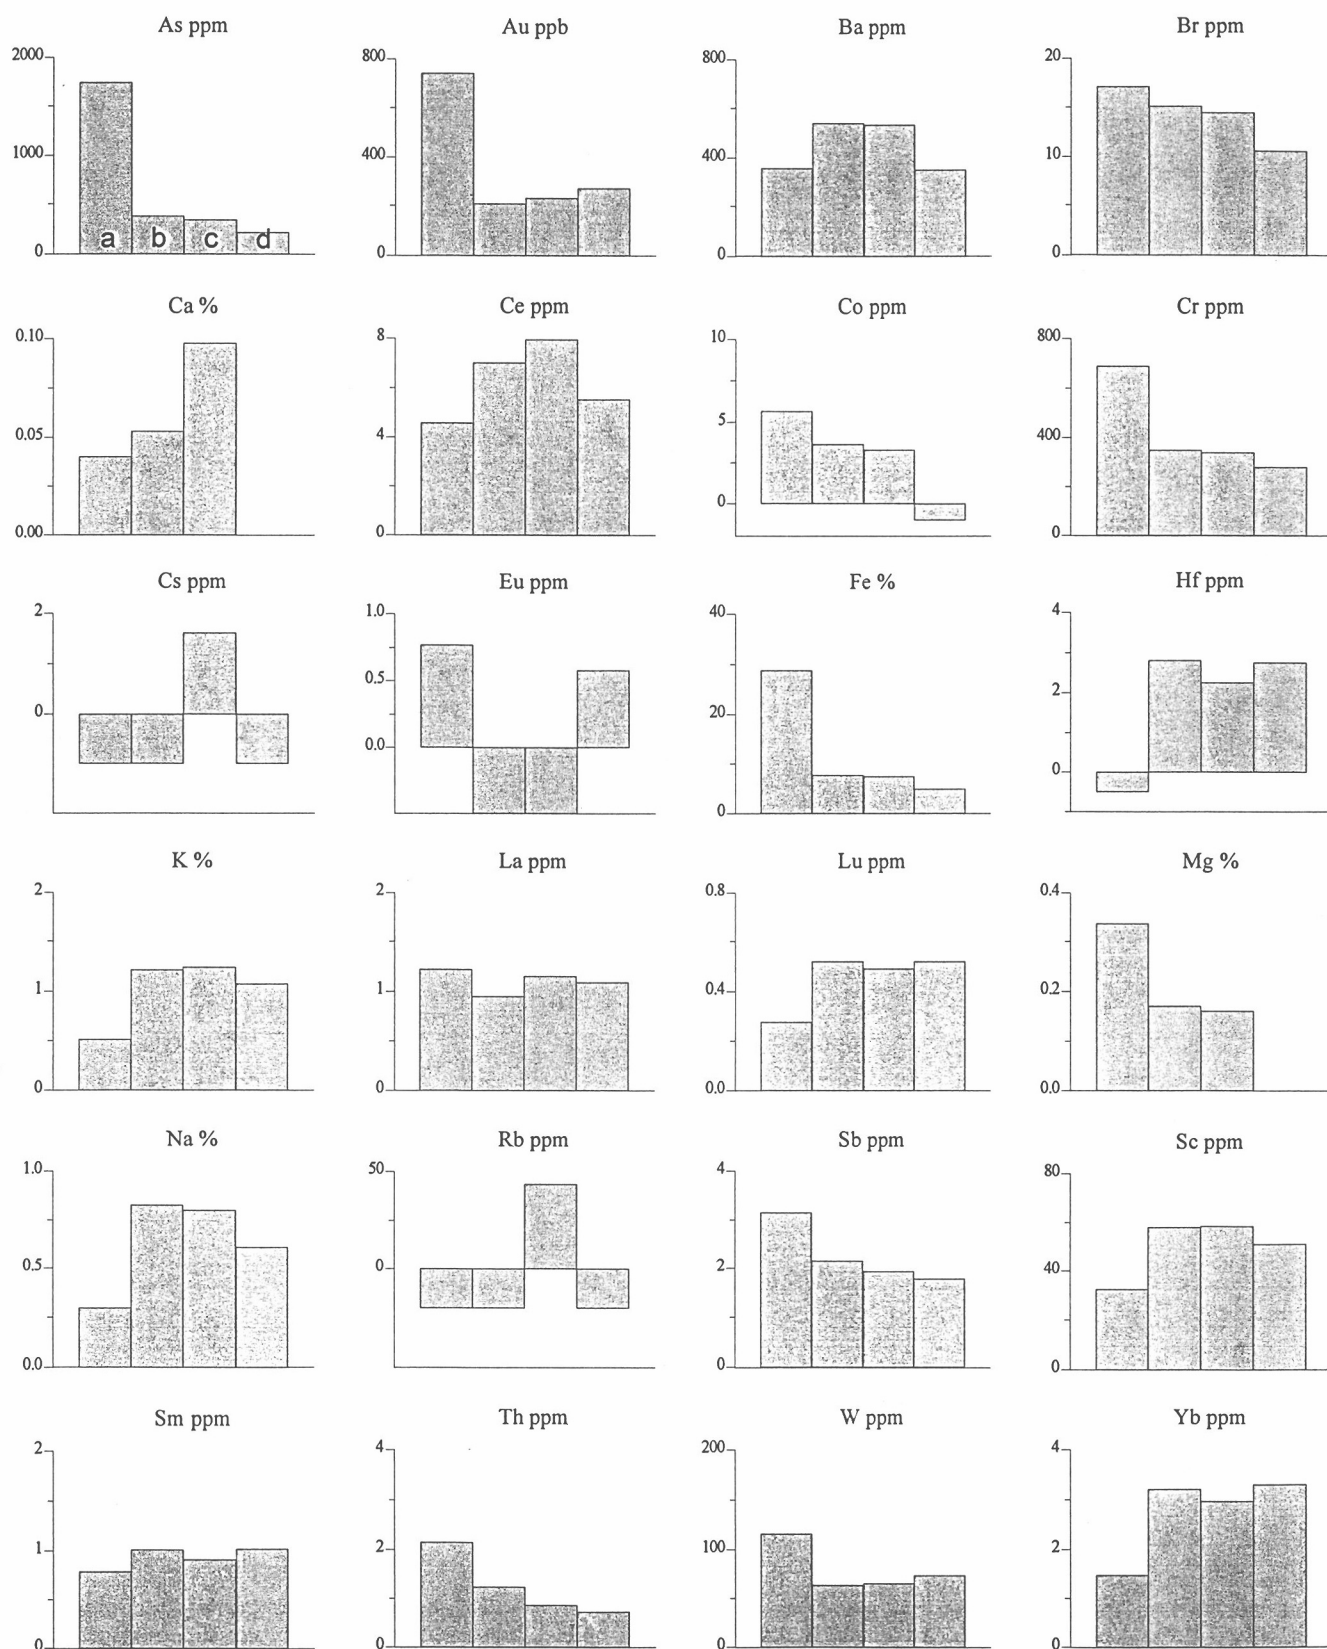 As ppm
Au ppb
Ba ppm
Br ppm
2000
1000
0
a b c d
800
400
0
800
400
0
20
10
0
Ca %
Ce ppm
Co ppm
Cr ppm
0.10
0.05
0.00
8
4
0
10
5
0
800
400
0
Cs ppm
Eu ppm
Fe %
Hf ppm
2
0
1.0
0.5
0.0
40
20
0
4
2
0
K %
La ppm
Lu ppm
Mg %
2
1
0
2
1
0
0.8
0.4
0.0
0.4
0.2
0.0
Na %
Rb ppm
Sb ppm
Sc ppm
1.0
0.5
0.0
50
0
4
2
0
80
40
0
Sm ppm
Th ppm
W ppm
Yb ppm
2
1
0
4
2
0
200
100
0
4
2
0